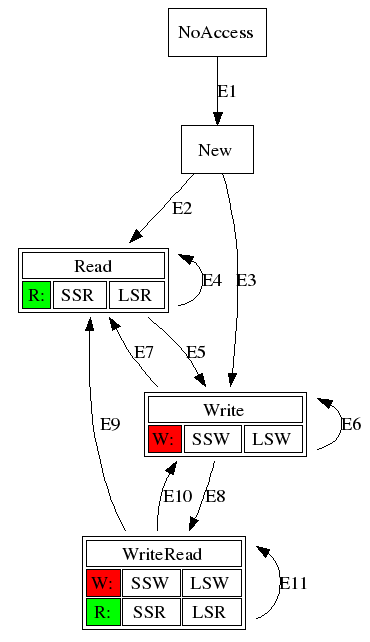 NoAccess
E1
New
E2
Read
R: SSR LSR
E4
E3
E7
E5
Write
W: SSW LSW
E6
E9
E10
E8
WriteRead
W: SSW LSW
R: SSR LSR
E11